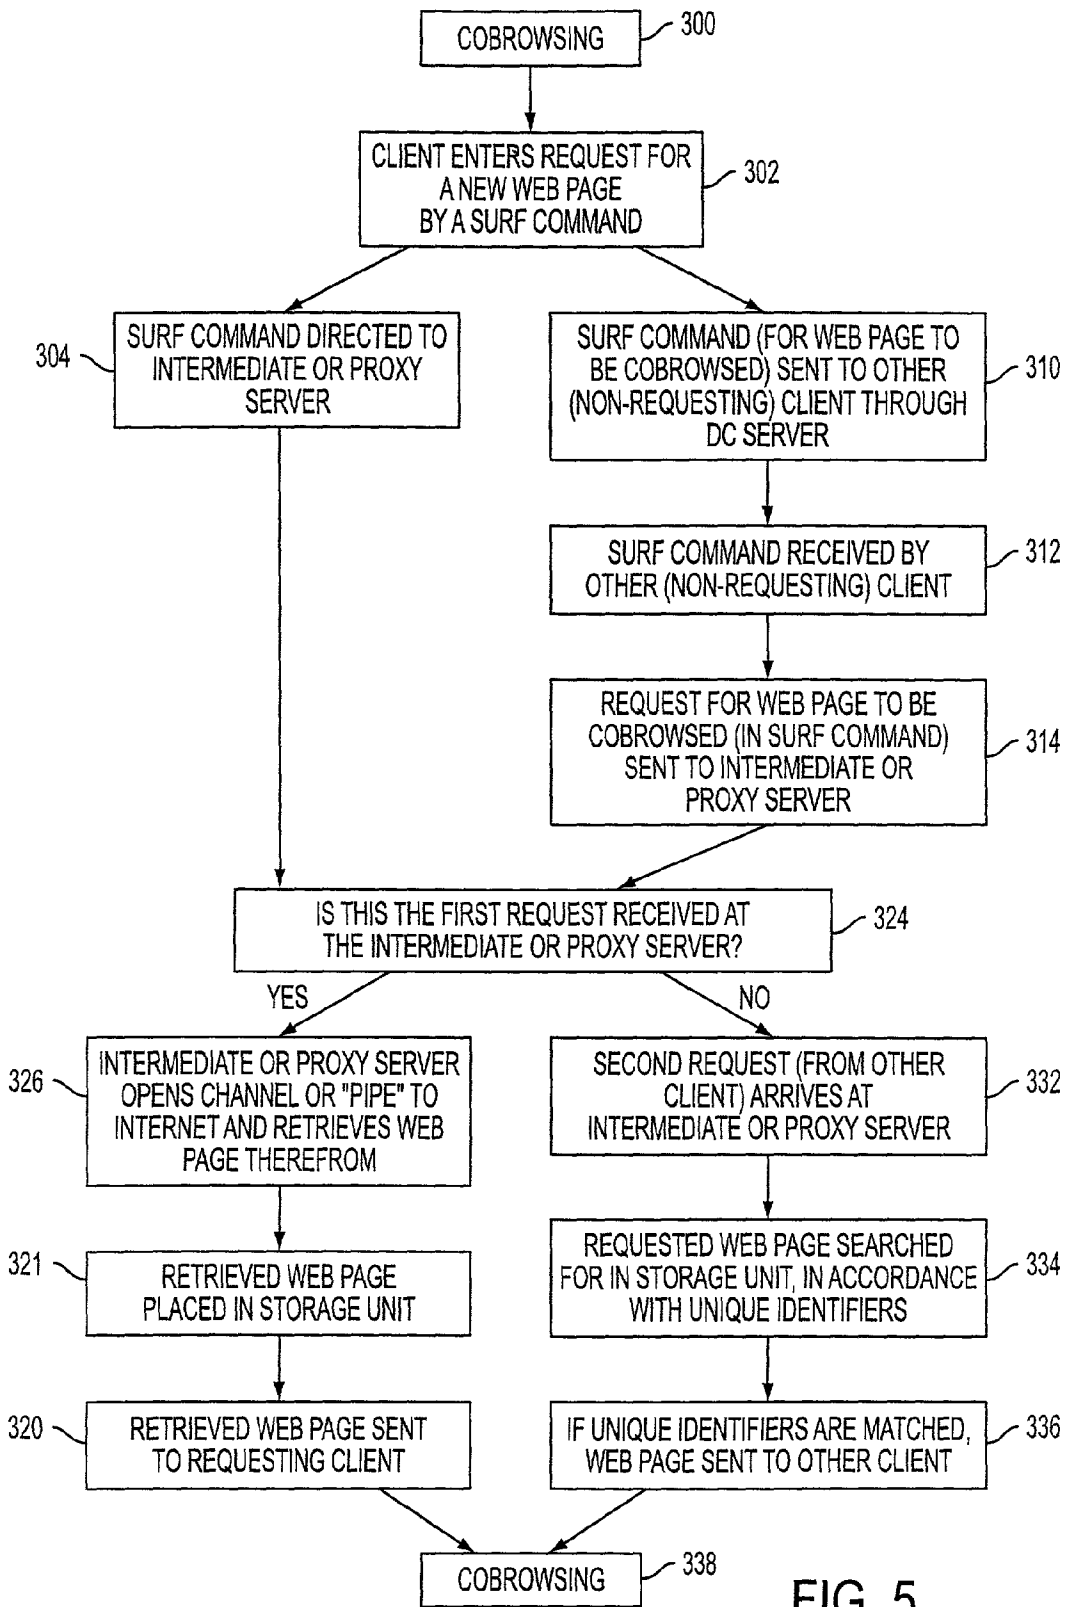 COBROWSING
300
CLIENT ENTERS REQUEST FOR
A NEW WEB PAGE
BY A SURF COMMAND
302
SURF COMMAND DIRECTED TO
INTERMEDIATE OR PROXY
SERVER
304
SURF COMMAND (FOR WEB PAGE TO
BE COBROWSED) SENT TO OTHER
(NON-REQUESTING) CLIENT THROUGH
DC SERVER
310
SURF COMMAND RECEIVED BY
OTHER (NON-REQUESTING) CLIENT
312
REQUEST FOR WEB PAGE TO BE
COBROWSED (IN SURF COMMAND)
SENT TO INTERMEDIATE OR
PROXY SERVER
314
IS THIS THE FIRST REQUEST RECEIVED AT
THE INTERMEDIATE OR PROXY SERVER?
324
YES
NO
INTERMEDIATE OR PROXY SERVER
OPENS CHANNEL OR "PIPE" TO
INTERNET AND RETRIEVES WEB
PAGE THEREFROM
326
SECOND REQUEST (FROM OTHER
CLIENT) ARRIVES AT
INTERMEDIATE OR PROXY SERVER
332
RETRIEVED WEB PAGE
PLACED IN STORAGE UNIT
321
REQUESTED WEB PAGE SEARCHED
FOR IN STORAGE UNIT, IN ACCORDANCE
WITH UNIQUE IDENTIFIERS
334
RETRIEVED WEB PAGE SENT
TO REQUESTING CLIENT
320
IF UNIQUE IDENTIFIERS ARE MATCHED,
WEB PAGE SENT TO OTHER CLIENT
336
COBROWSING
338
FIG. 5